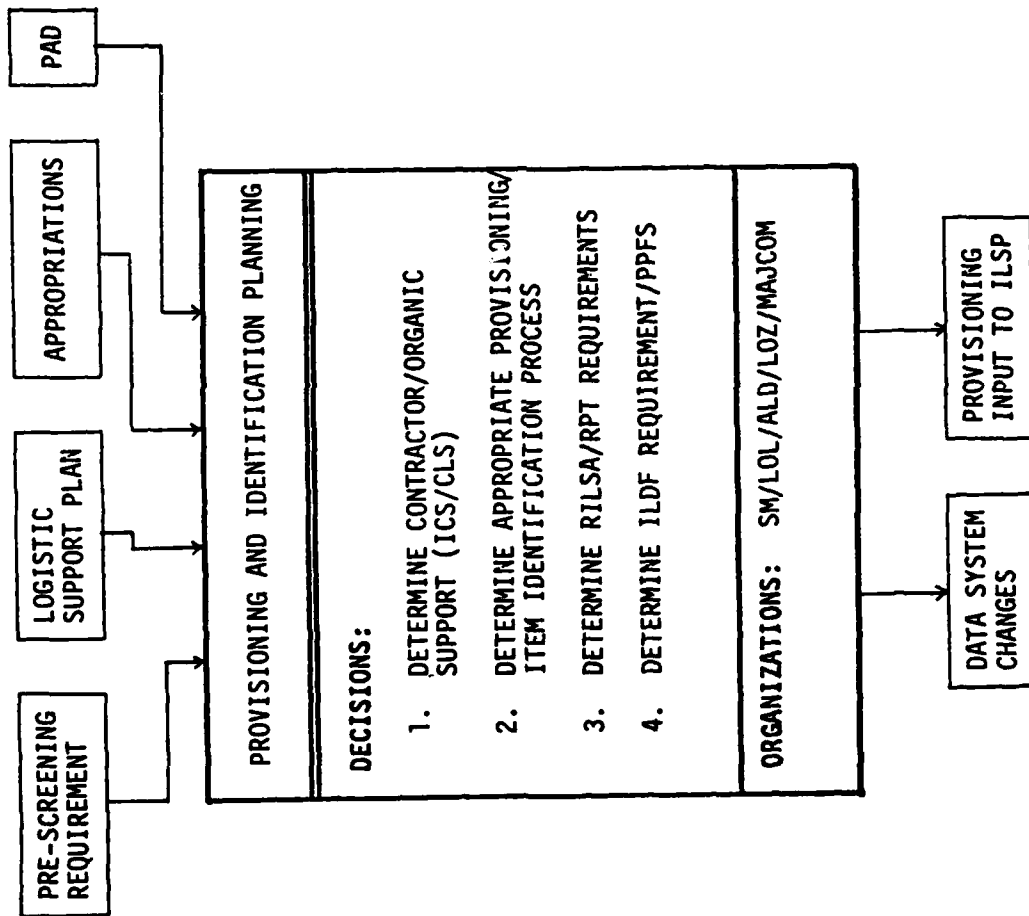 PRE-SCREENING
REQUIREMENT
LOGISTIC
SUPPORT PLAN
APPROPRIATIONS
PAD
PROVISIONING AND IDENTIFICATION PLANNING
DECISIONS:
1. DETERMINE CONTRACTOR/ORGANIC
SUPPORT (ICS/CLS)
2. DETERMINE APPROPRIATE PROVISIONING/
ITEM IDENTIFICATION PROCESS
3. DETERMINE RILSA/RPT REQUIREMENTS
4. DETERMINE ILDF REQUIREMENT/PPFS
ORGANIZATIONS: SM/LOL/ALD/LOZ/MAJCOM
DATA SYSTEM
CHANGES
PROVISIONING
INPUT TO ILSP